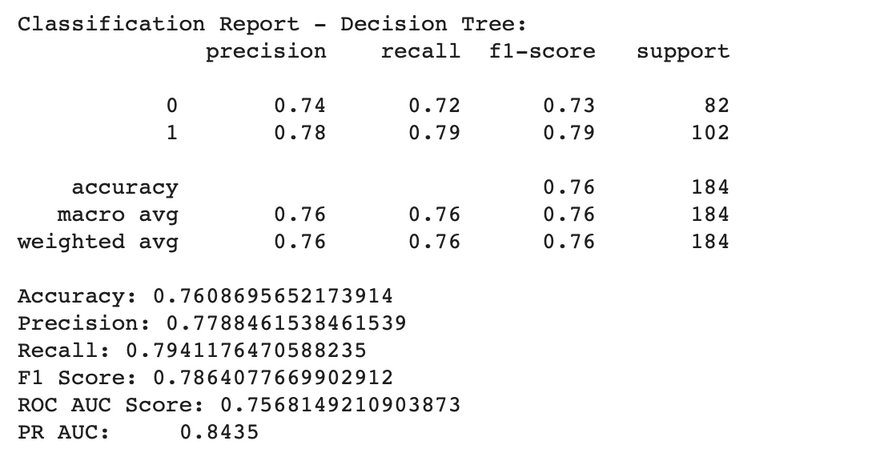 Classification Report - Decision Tree:
precision recall f1-score support
0 0.74 0.72 0.73 82
1 0.78 0.79 0.79 102
accuracy 0.76 184
macro avg 0.76 0.76 0.76 184
weighted avg 0.76 0.76 0.76 184
Accuracy: 0.7608695652173914
Precision: 0.7788461538461539
Recall: 0.7941176470588235
F1 Score: 0.7864077669902912
ROC AUC Score: 0.7568149210903873
PR AUC: 0.8435